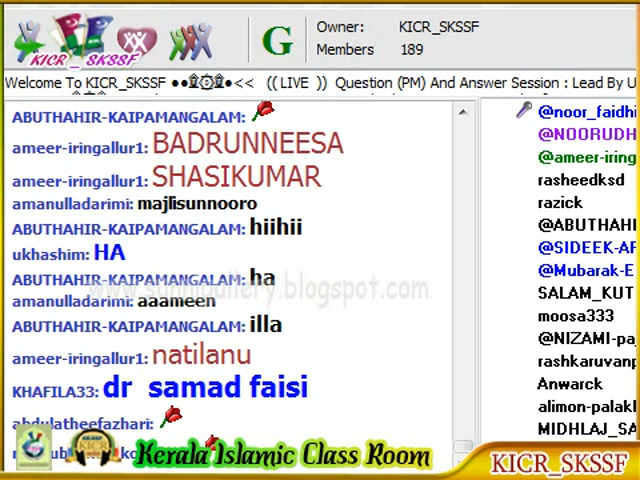 KICR_SKSSF
G
Owner: KICR_SKSSF
Members 189
Welcome To KICR_SKSSF ●●۩۞۩●<< (( LIVE )) Question (PM) And Answer Session : Lead By U
ABUTHAHIR-KAIPAMANGALAM:
ameer-iringallur1: BADRUNNEESA
ameer-iringallur1: SHASIKUMAR
amanulladarimi: majlisunnooro
ABUTHAHIR-KAIPAMANGALAM: hiihii
ukhashim: HA
ABUTHAHIR-KAIPAMANGALAM: ha
amanulladarimi: aaameen
ABUTHAHIR-KAIPAMANGALAM: illa
ameer-iringallur1: natilanu
KHAFILA33: dr samad faisi
abdulatheefazhari:
@noor_faidhi
@NOORUDH
@ameer-iring
rasheedksd
razick
@ABUTHAHI
@SIDEEK-AF
@Mubarak-E
SALAM_KUT
moosa333
@NIZAMI-pa
rashkaruvanp
Anwarck
alimon-palakl
MIDHLAJ_SA
Kerala Islamic Class Room
KICR_SKSSF